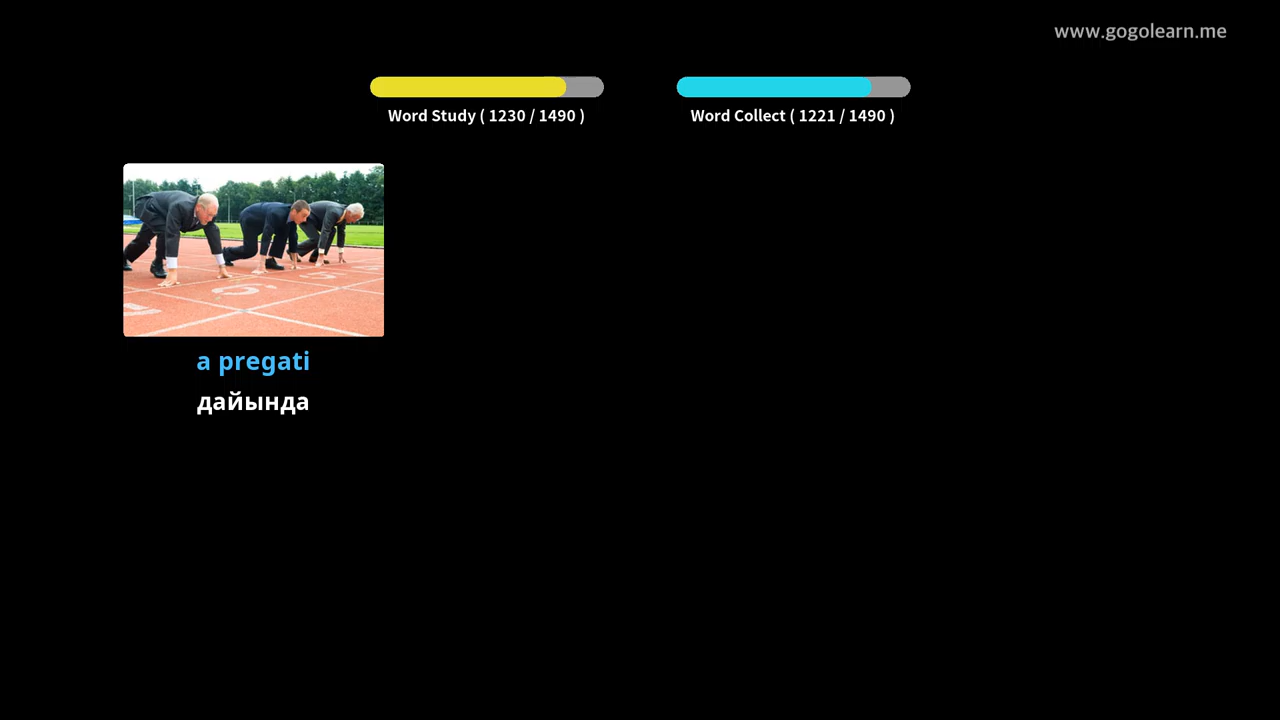 www.gogolearn.me
Word Study ( 1230 / 1490 )
Word Collect ( 1221 / 1490 )
a pregati
дайында